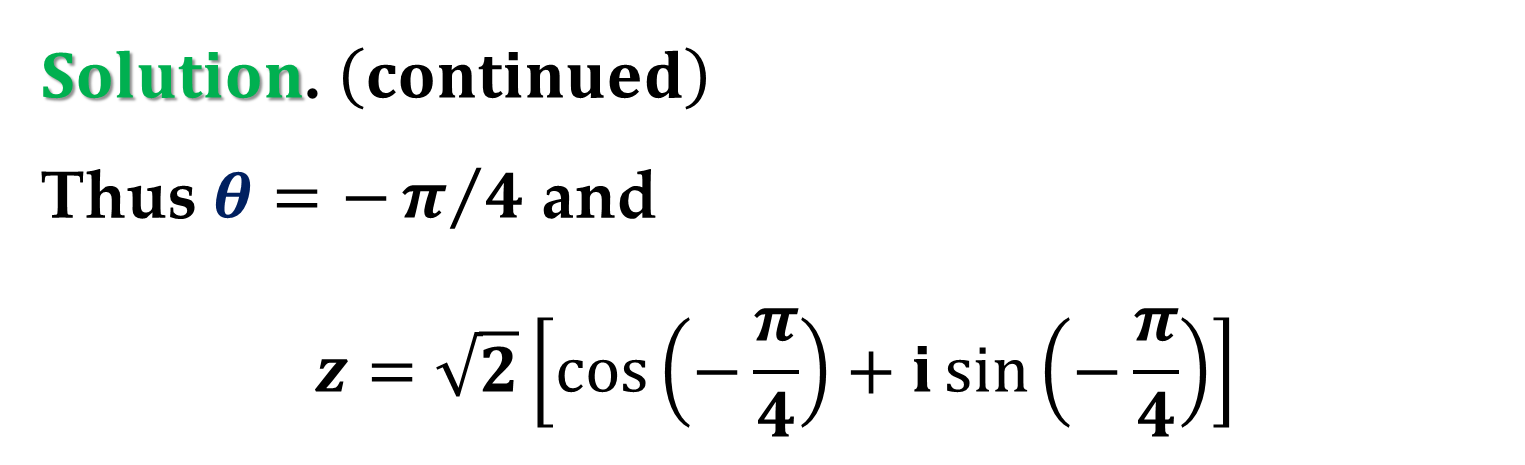 Solution. (continued)
Thus θ = − π/4 and
z = √2 [cos (− π/4) + i sin (− π/4)]